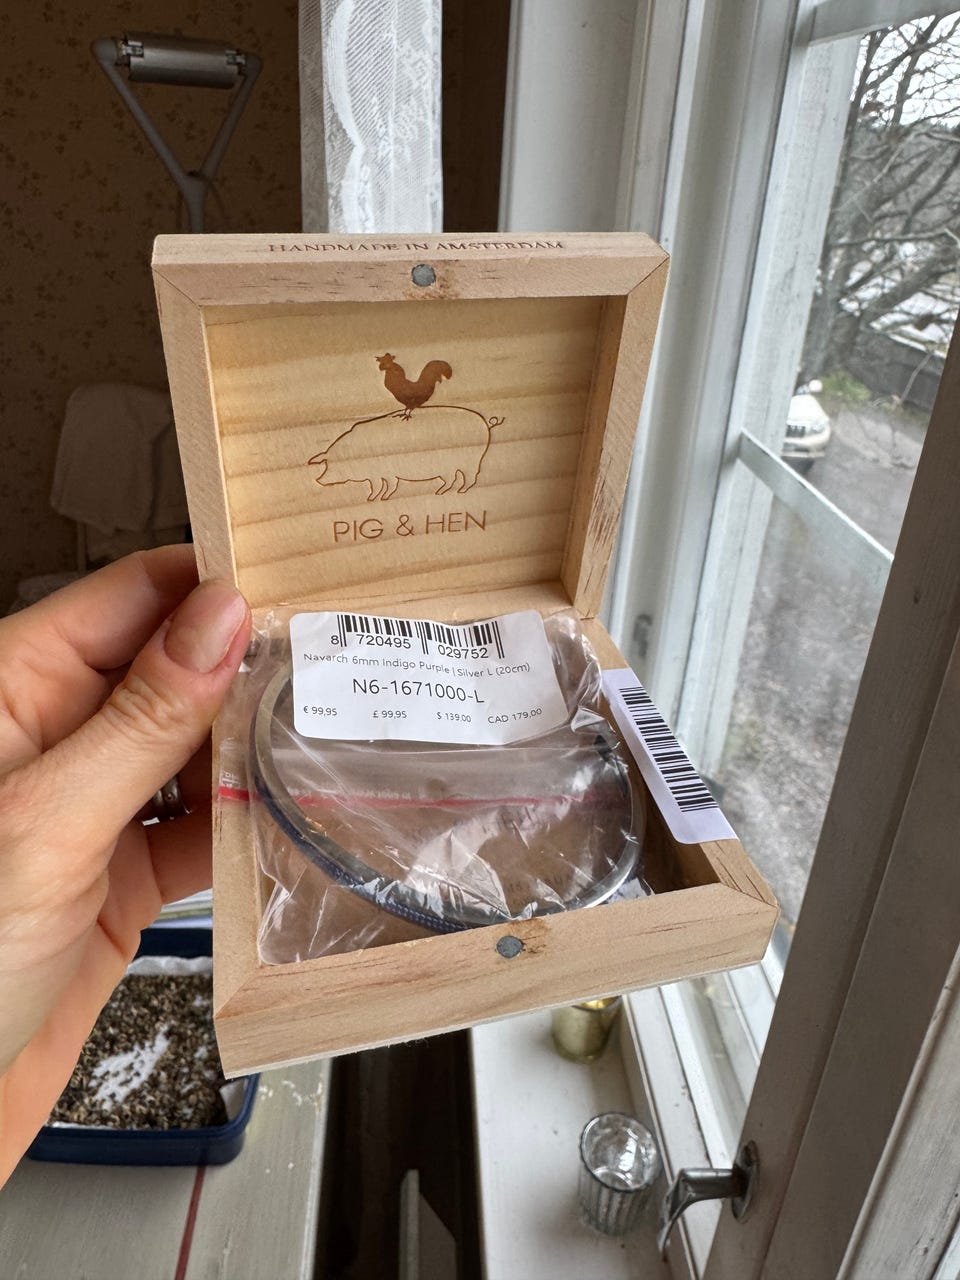 HANDMADE IN AMSTERDAM
PIG & HEN
8 720495 029752
Navarch 6mm Indigo Purple | Silver L (20cm)
N6-1671000-L
€ 99,95 £ 99,95 $ 139.00 CAD 179.00